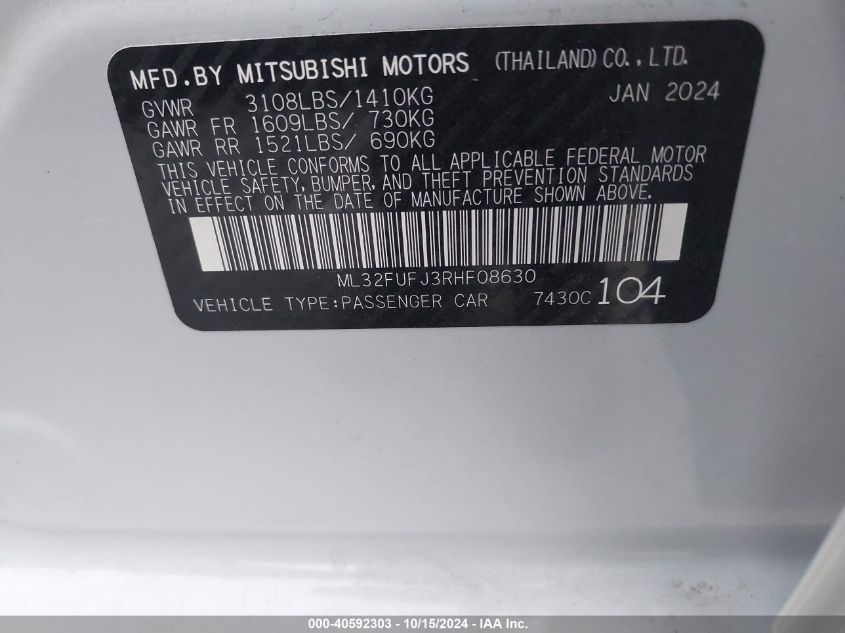 MFD.BY MITSUBISHI MOTORS (THAILAND) CO., LTD.
GVWR 3108LBS/1410KG JAN 2024
GAWR FR 1609LBS/ 730KG
GAWR RR 1521LBS/ 690KG
THIS VEHICLE CONFORMS TO ALL APPLICABLE FEDERAL MOTOR
VEHICLE SAFETY, BUMPER, AND THEFT PREVENTION STANDARDS
IN EFFECT ON THE DATE OF MANUFACTURE SHOWN ABOVE.
ML32FUFJ3RHF08630
VEHICLE TYPE:PASSENGER CAR 7430C 104
000-40592303 - 10/15/2024 - IAA Inc.